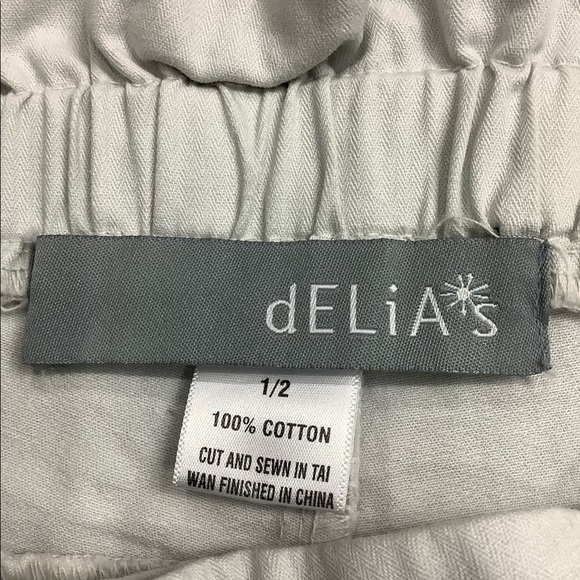 dELiA*s
1/2
100% COTTON
CUT AND SEWN IN TAI
WAN FINISHED IN CHINA